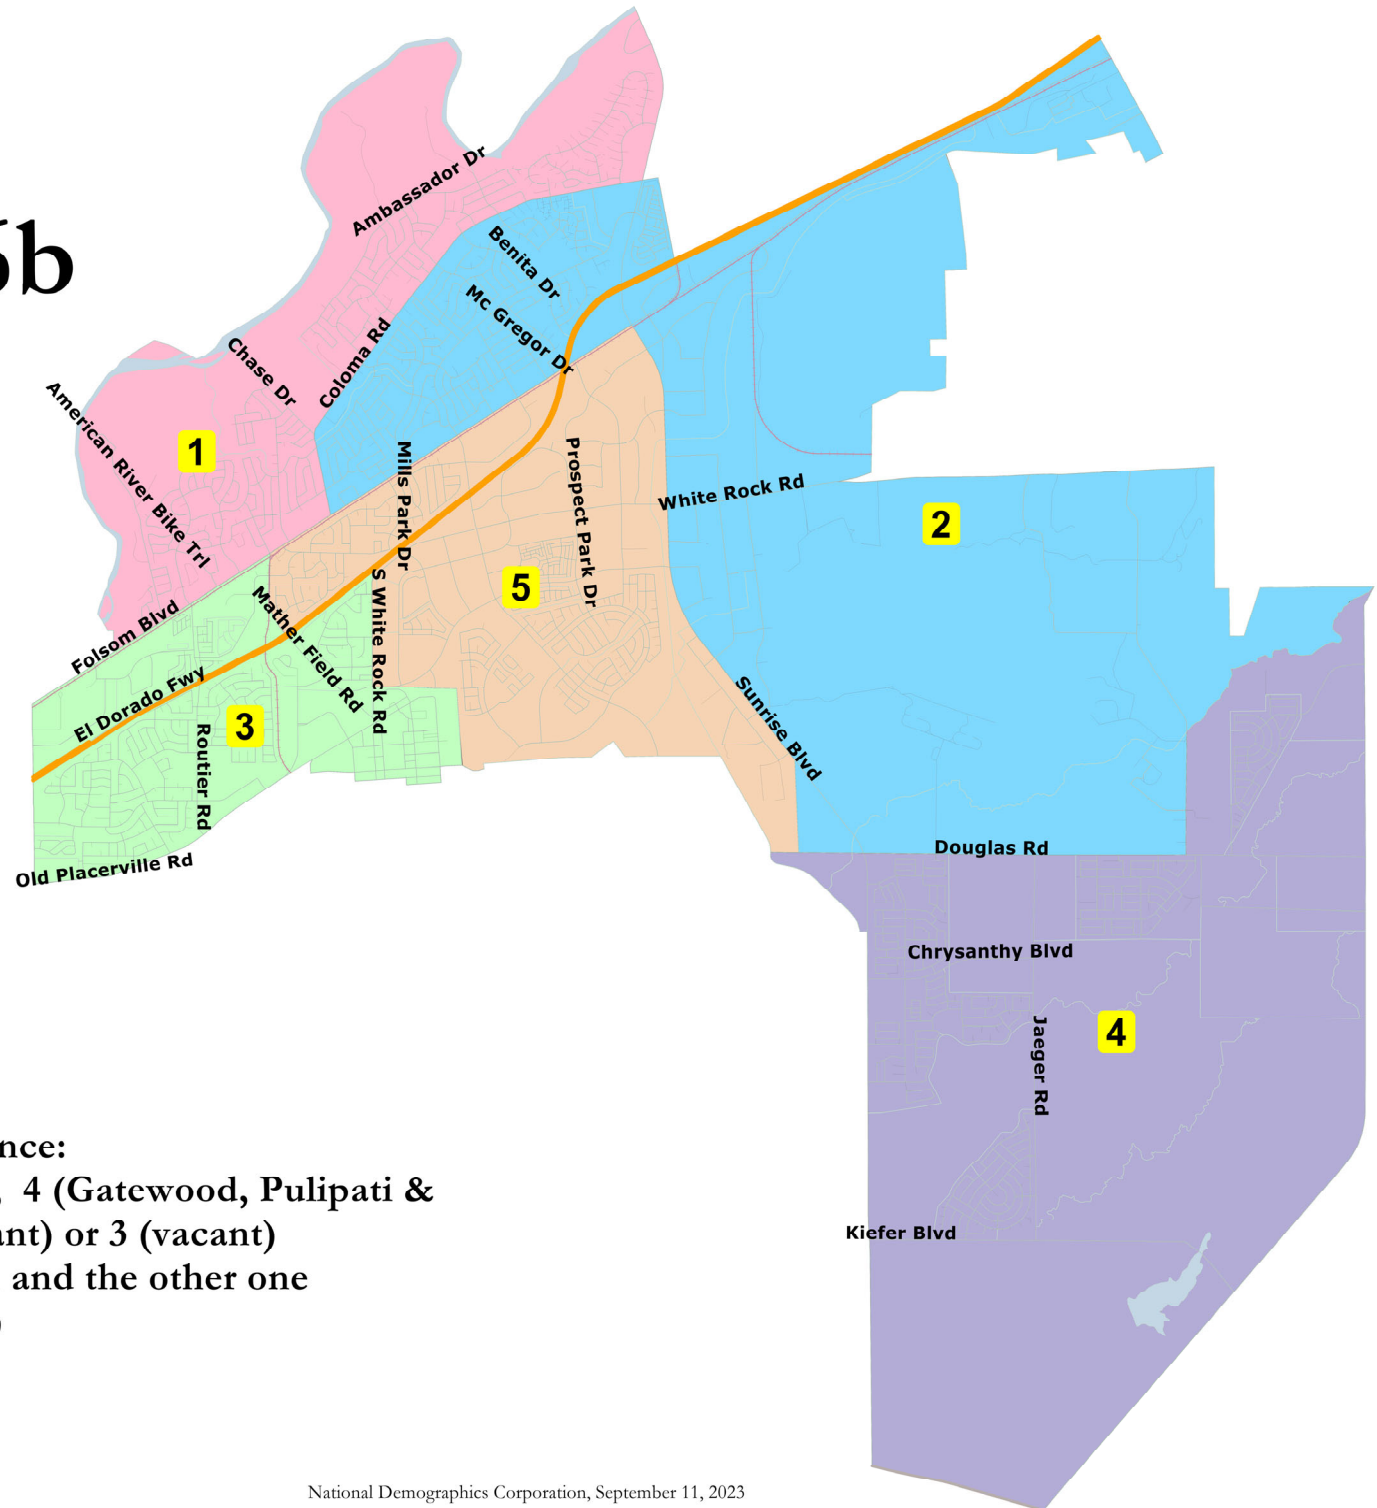 6b
Ambassador Dr
Benita Dr
Mc Gregor Dr
Chase Dr
Coloma Rd
American River Bike Trl
1
Mills Park Dr
Prospect Park Dr
White Rock Rd
2
5
S White Rock Rd
Mather Field Rd
Folsom Blvd
El Dorado Fwy
3
Routier Rd
Sunrise Blvd
Old Placerville Rd
Douglas Rd
Chrysanthy Blvd
Jaeger Rd
4
Kiefer Blvd
nce:
, 4 (Gatewood, Pulipati &
ant) or 3 (vacant)
and the other one
)
National Demographics Corporation, September 11, 2023